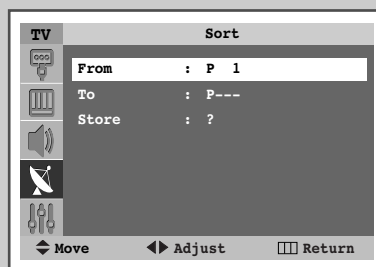 TV Sort
From : P 1
To : P---
Store : ?
Move Adjust Return